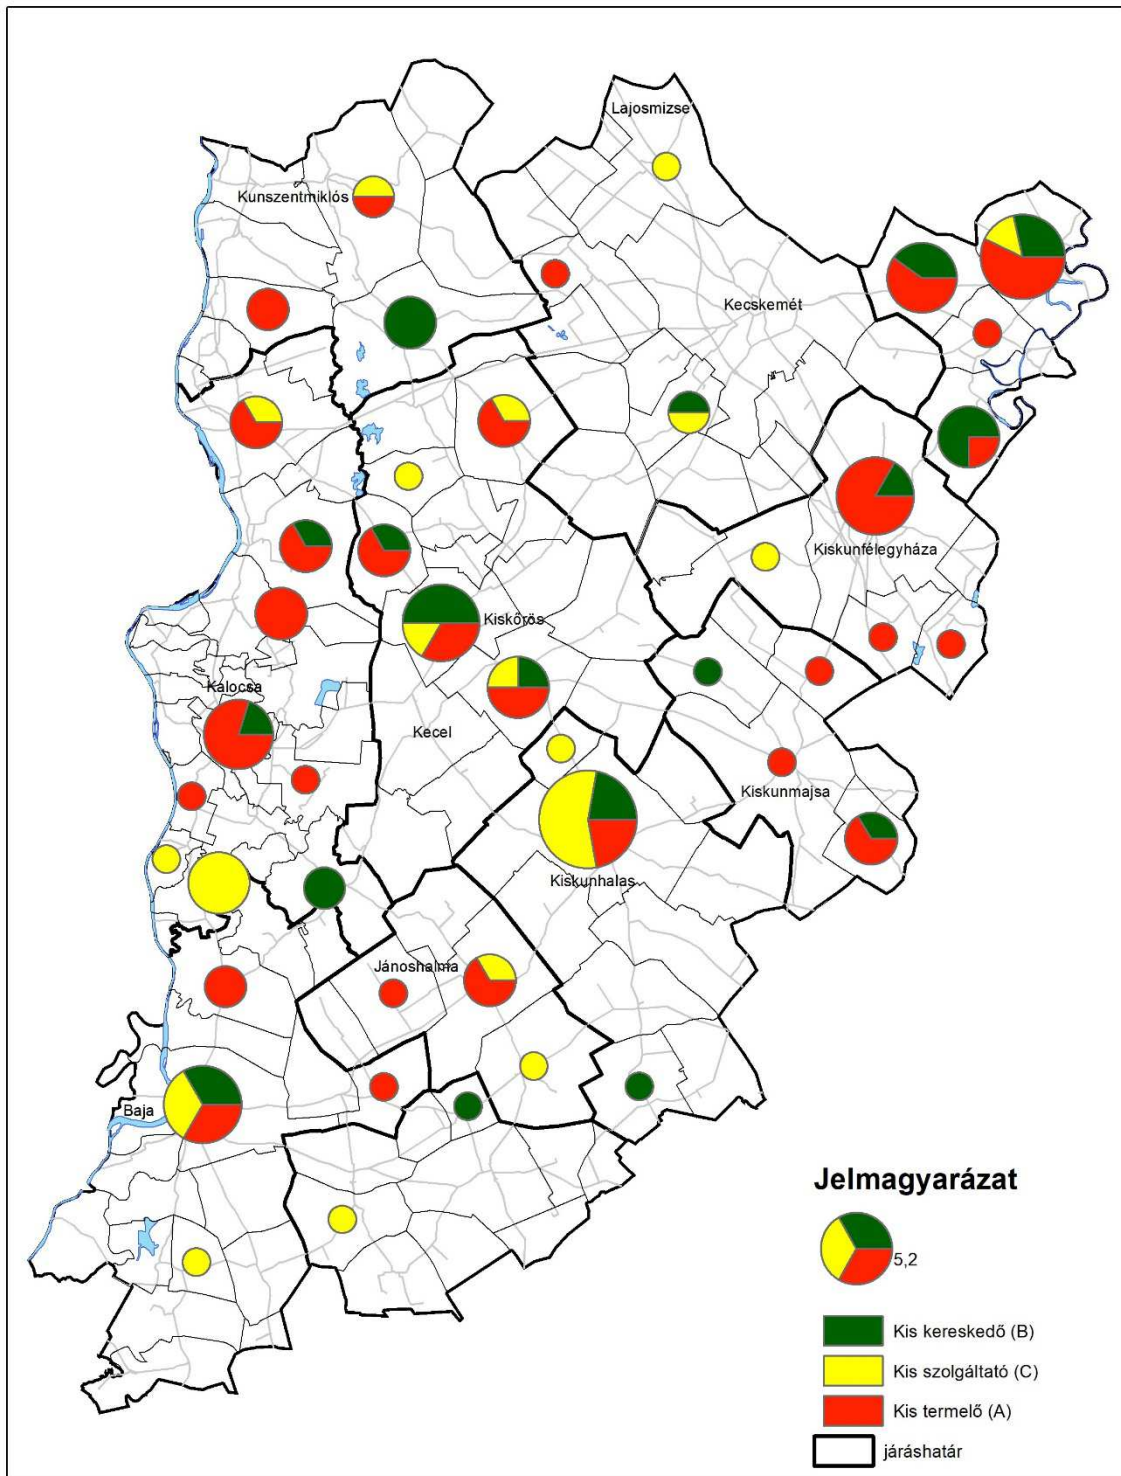 Lajosmizse
Kunszentmiklós
Kecskemét
Kiskunfélegyháza
Kiskőrös
Kalocsa
Kecel
Kiskunmajsa
Kiskunhalas
Jánoshalma
Baja
Jelmagyarázat
5,2
Kis kereskedő (B)
Kis szolgáltató (C)
Kis termelő (A)
járáshatár